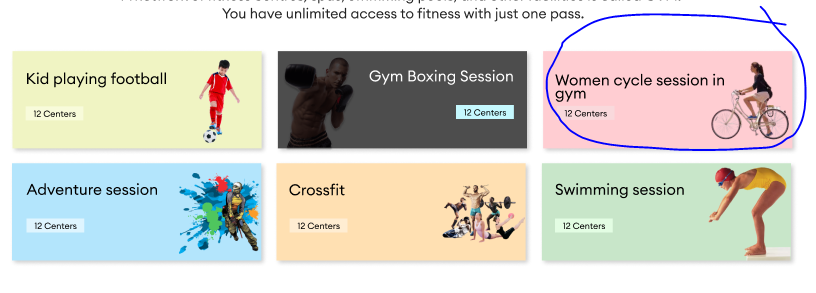 You have unlimited access to fitness with just one pass.
Kid playing football
12 Centers
Gym Boxing Session
12 Centers
Women cycle session in
gym
12 Centers
Adventure session
12 Centers
Crossfit
12 Centers
Swimming session
12 Centers